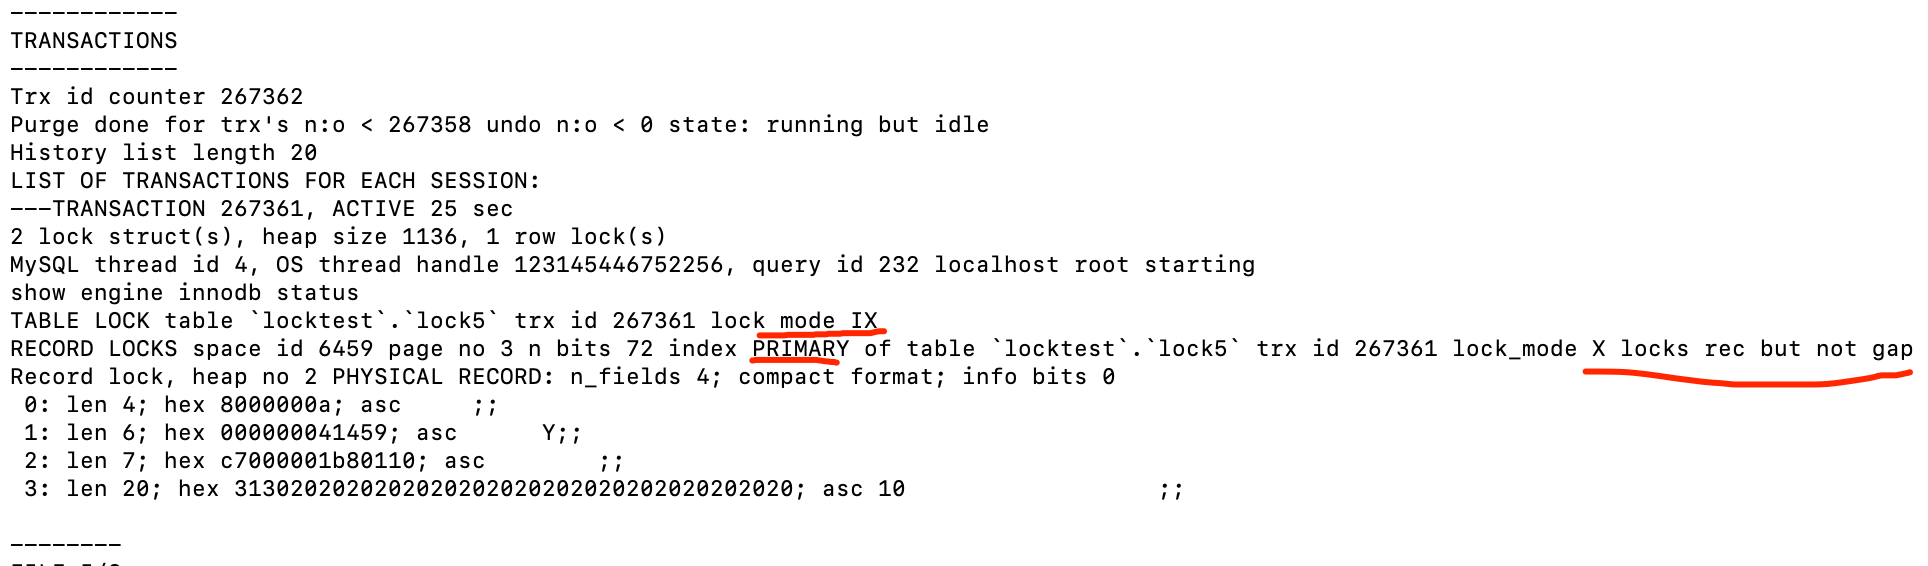 ------------
TRANSACTIONS
------------
Trx id counter 267362
Purge done for trx's n:o < 267358 undo n:o < 0 state: running but idle
History list length 20
LIST OF TRANSACTIONS FOR EACH SESSION:
---TRANSACTION 267361, ACTIVE 25 sec
2 lock struct(s), heap size 1136, 1 row lock(s)
MySQL thread id 4, OS thread handle 123145446752256, query id 232 localhost root starting
show engine innodb status
TABLE LOCK table `locktest`.`lock5` trx id 267361 lock mode IX
RECORD LOCKS space id 6459 page no 3 n bits 72 index PRIMARY of table `locktest`.`lock5` trx id 267361 lock_mode X locks rec but not gap
Record lock, heap no 2 PHYSICAL RECORD: n_fields 4; compact format; info bits 0
 0: len 4; hex 8000000a; asc     ;;
 1: len 6; hex 000000041459; asc      Y;;
 2: len 7; hex c7000001b80110; asc        ;;
 3: len 20; hex 3130202020202020202020202020202020202020; asc 10                  ;;
--------